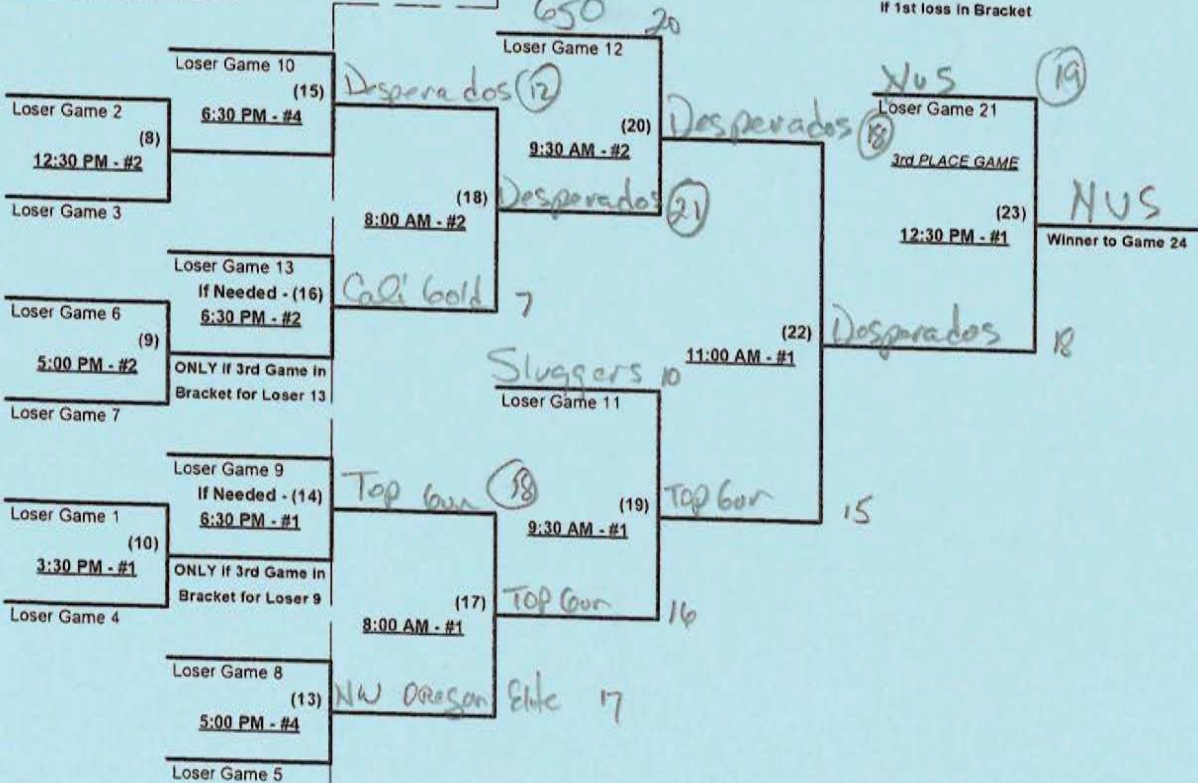 If 1st loss in Bracket
650 20
Loser Game 12
Loser Game 10
(15)
6:30 PM - #4
Desperados 12
NUS 19
Loser Game 21
Loser Game 2
(8)
12:30 PM - #2
Loser Game 3
(20)
9:30 AM - #2
Desperados 18
3rd PLACE GAME
(18)
8:00 AM - #2
Desperados 21
(23)
12:30 PM - #1
NUS
Winner to Game 24
Loser Game 13
If Needed - (16)
6:30 PM - #2
Cali Gold 7
Loser Game 6
(9)
5:00 PM - #2
Loser Game 7
ONLY if 3rd Game in
Bracket for Loser 13
(22)
11:00 AM - #1
Desperados 18
Sluggers 10
Loser Game 11
Loser Game 9
If Needed - (14)
6:30 PM - #1
Top Gun 18
Loser Game 1
(10)
3:30 PM - #1
Loser Game 4
ONLY if 3rd Game in
Bracket for Loser 9
(19)
9:30 AM - #1
Top Gun 15
(17)
8:00 AM - #1
Top Gun 16
Loser Game 8
(13)
5:00 PM - #4
NW Oregon Elite 17
Loser Game 5